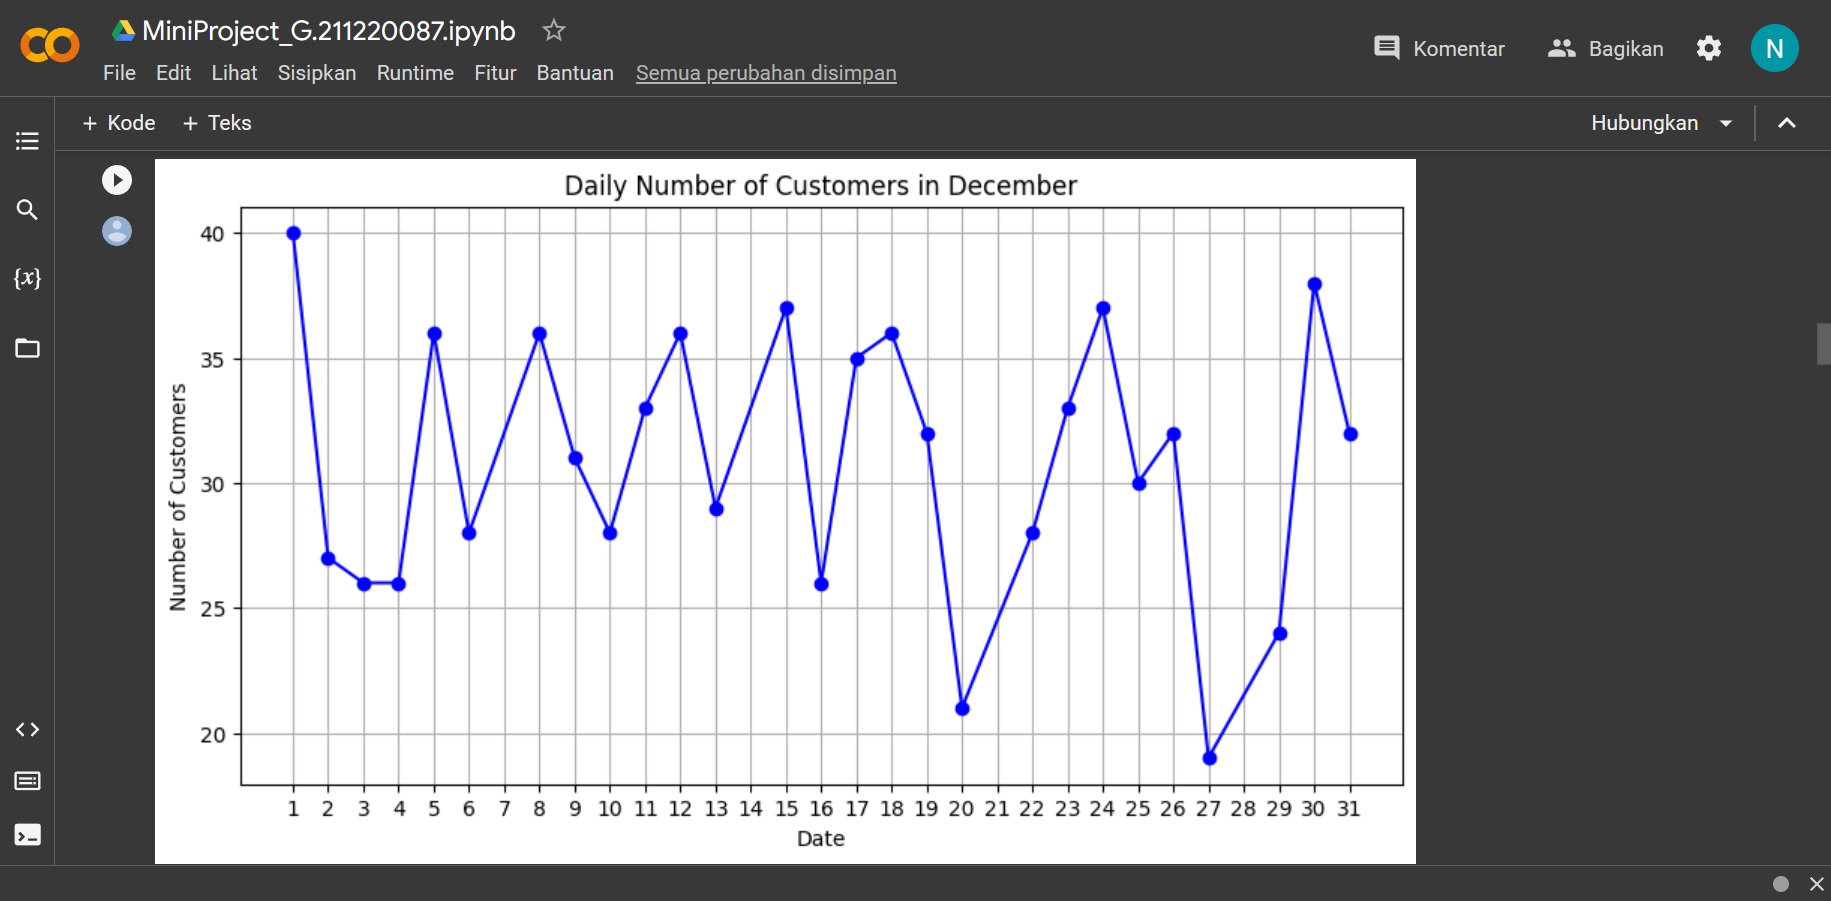 MiniProject_G.211220087.ipynb
File Edit Lihat Sisipkan Runtime Fitur Bantuan Semua perubahan disimpan
Komentar Bagikan N
+ Kode + Teks
Hubungkan
{x}
Daily Number of Customers in December
40
35
30
25
20
Number of Customers
1 2 3 4 5 6 7 8 9 10 11 12 13 14 15 16 17 18 19 20 21 22 23 24 25 26 27 28 29 30 31
Date